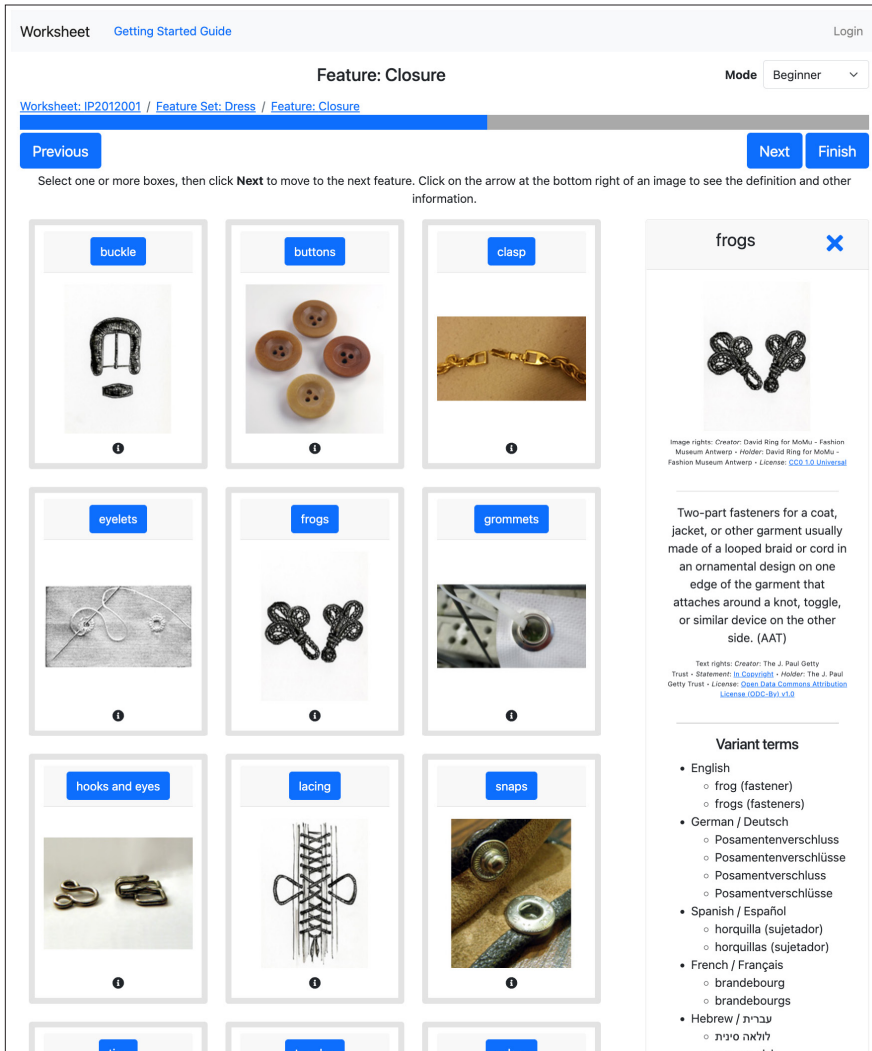 Worksheet Getting Started Guide Login
Feature: Closure
Mode Beginner
Worksheet: IP2012001 / Feature Set: Dress / Feature: Closure
Previous
Next Finish
Select one or more boxes, then click Next to move to the next feature. Click on the arrow at the bottom right of an image to see the definition and other
information.
buckle
buttons
clasp
eyelets
frogs
grommets
hooks and eyes
lacing
snaps
frogs
Image rights: Creator: David Ring for MoMu - Fashion
Museum Antwerp • Holder: David Ring for MoMu -
Fashion Museum Antwerp • License: CC0 1.0 Universal
Two-part fasteners for a coat,
jacket, or other garment usually
made of a looped braid or cord in
an ornamental design on one
edge of the garment that
attaches around a knot, toggle,
or similar device on the other
side. (AAT)
Text rights: Creator: The J. Paul Getty
Trust • Statement: In Copyright • Holder: The J. Paul
Getty Trust • License: Open Data Commons Attribution
License (ODC-By) v1.0
Variant terms
• English
◦ frog (fastener)
◦ frogs (fasteners)
• German / Deutsch
◦ Posamentenverschluss
◦ Posamentenverschlüsse
◦ Posamentverschluss
◦ Posamentverschlüsse
• Spanish / Español
◦ horquilla (sujetador)
◦ horquillas (sujetador)
• French / Français
◦ brandebourg
◦ brandebourgs
• Hebrew / עברית
◦ לולאה סינית